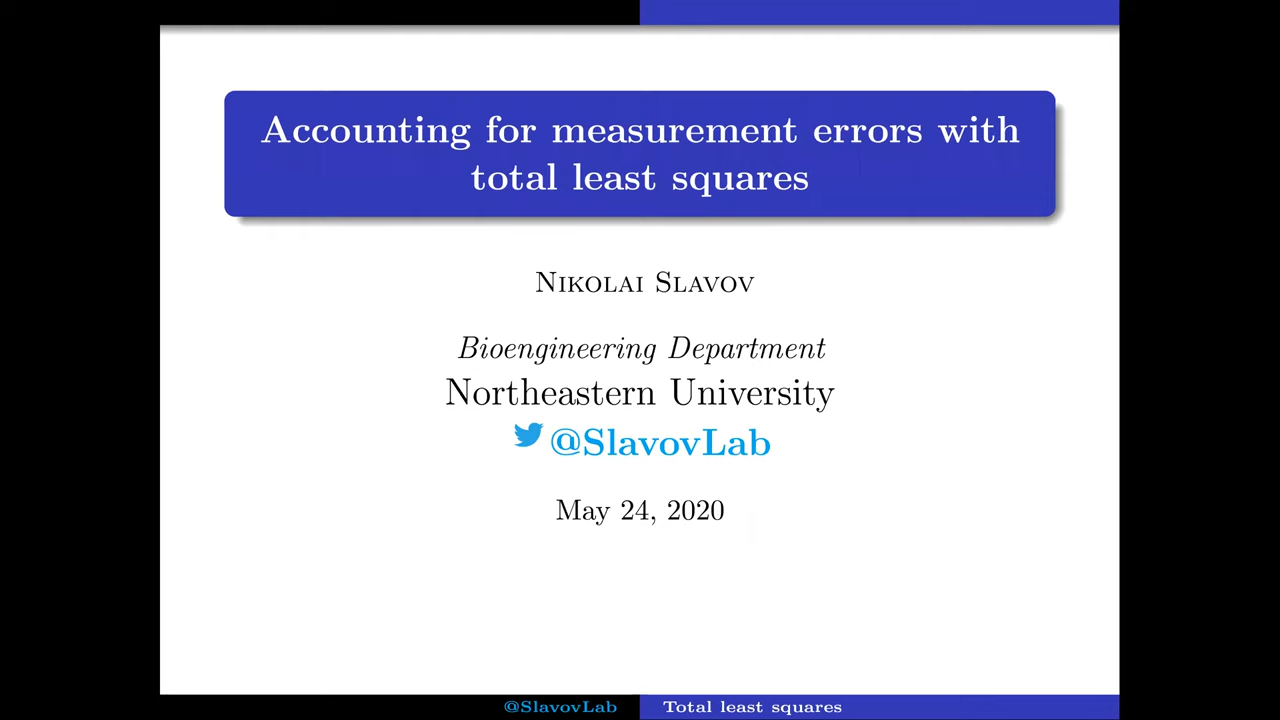 Accounting for measurement errors with
total least squares
Nikolai Slavov
Bioengineering Department
Northeastern University
@SlavovLab
May 24, 2020
@SlavovLab
Total least squares